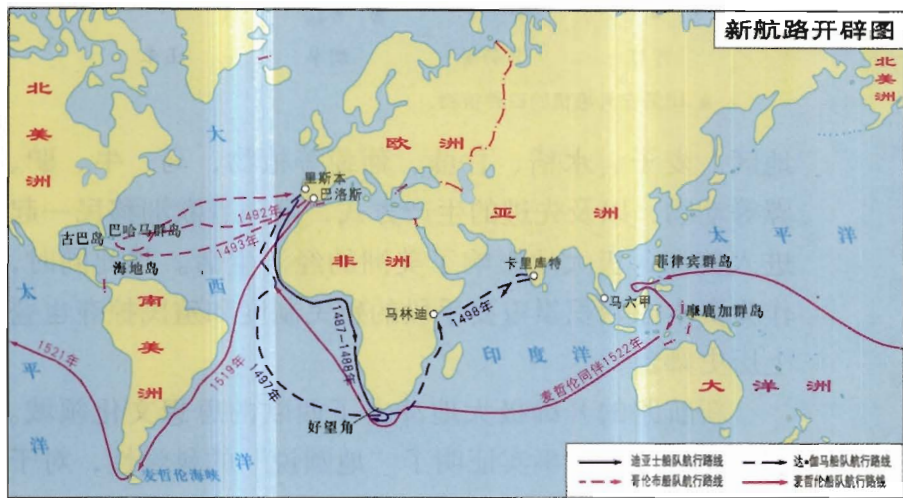 新航路开辟图
北美洲
北美洲
大
欧洲
里斯本
巴洛斯
亚洲
1492年
巴哈马群岛
古巴岛
1493年
海地岛
太平洋
非洲
卡里库特
菲律宾群岛
太
西
南美洲
马六甲
摩鹿加群岛
马林迪
1498年
1487-1488年
印度洋
1521年
1519年
1497年
麦哲伦同伴1522年
大洋洲
平
洋
洋
好望角
麦哲伦海峡
迪亚士船队航行路线
达·伽马船队航行路线
哥伦布船队航行路线
麦哲伦船队航行路线